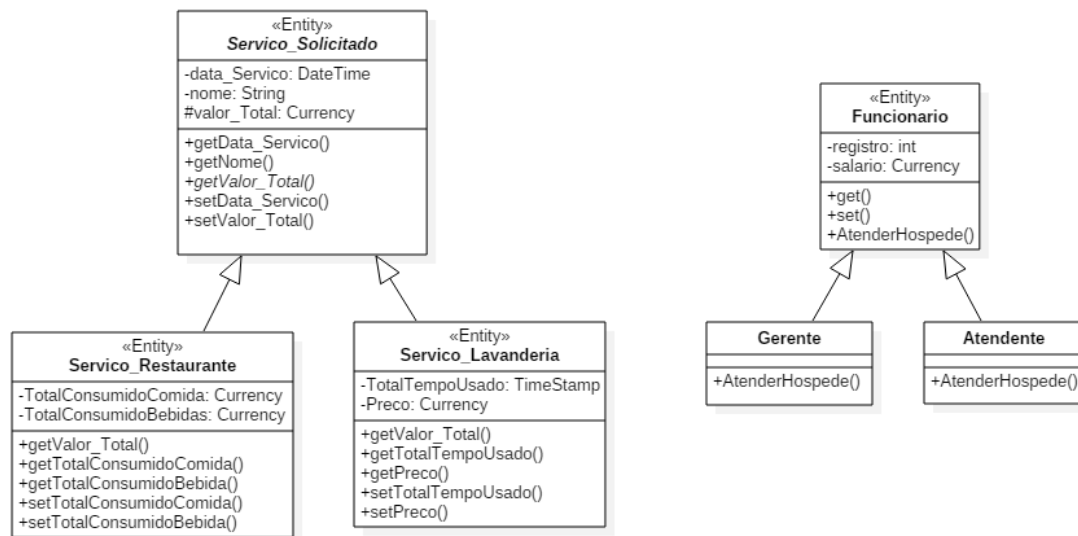 «Entity»
Servico_Solicitado
-data_Servico: DateTime
-nome: String
#valor_Total: Currency
+getData_Servico()
+getNome()
+getValor_Total()
+setData_Servico()
+setValor_Total()
«Entity»
Funcionario
-registro: int
-salario: Currency
+get()
+set()
+AtenderHospede()
«Entity»
Servico_Restaurante
-TotalConsumidoComida: Currency
-TotalConsumidoBebidas: Currency
+getValor_Total()
+getTotalConsumidoComida()
+getTotalConsumidoBebida()
+setTotalConsumidoComida()
+setTotalConsumidoBebida()
«Entity»
Servico_Lavanderia
-TotalTempoUsado: TimeStamp
-Preco: Currency
+getValor_Total()
+getTotalTempoUsado()
+getPreco()
+setTotalTempoUsado()
+setPreco()
Gerente
+AtenderHospede()
Atendente
+AtenderHospede()